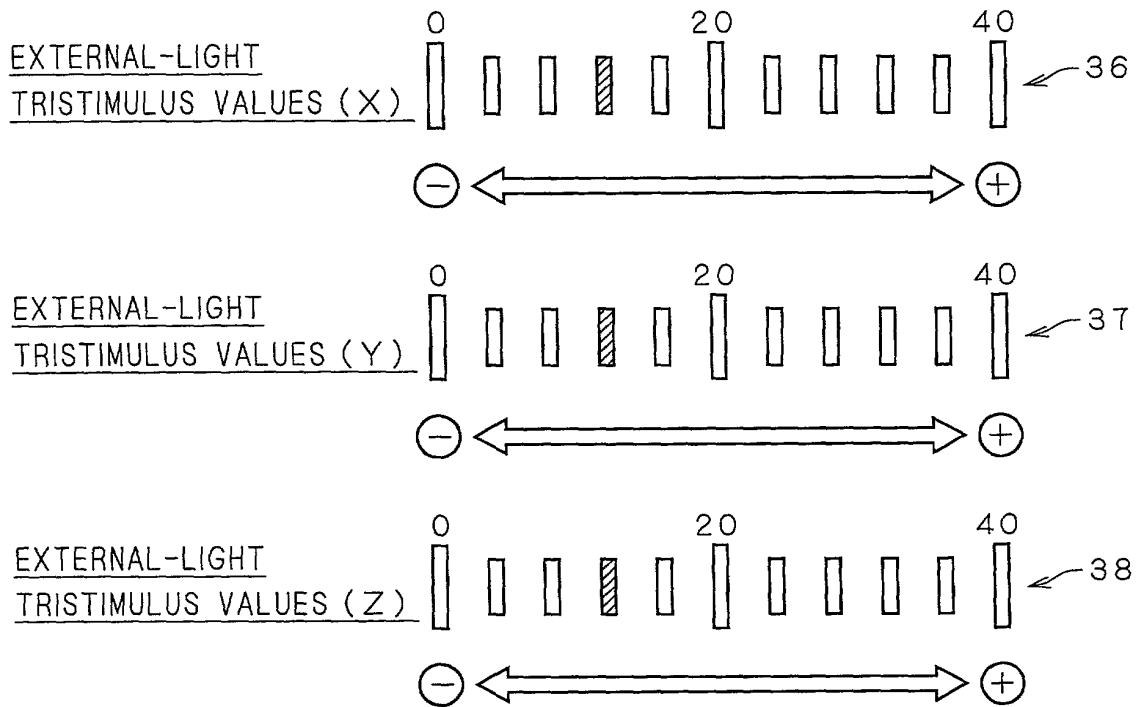 0 20 40
EXTERNAL-LIGHT
TRISTIMULUS VALUES (X)
36
− +
0 20 40
EXTERNAL-LIGHT
TRISTIMULUS VALUES (Y)
37
− +
0 20 40
EXTERNAL-LIGHT
TRISTIMULUS VALUES (Z)
38
− +